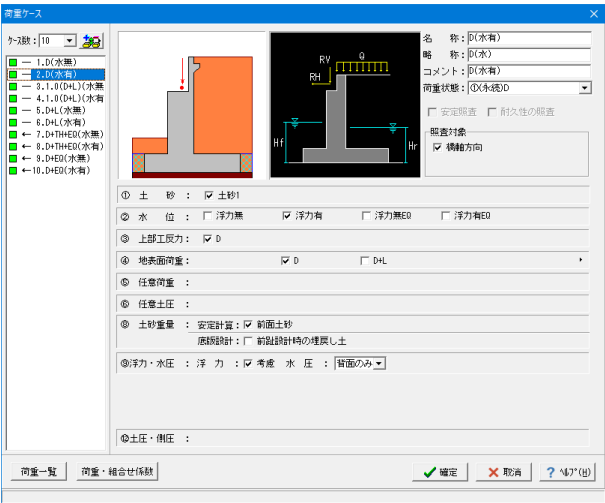 荷重ケース
ケース数：10
1.D(水無)
2.D(水有)
3.1.0(D+L)(水無
4.1.0(D+L)(水有
5.D+L(水無)
6.D+L(水有)
7.D+TH+EQ(水無)
8.D+TH+EQ(水有)
9.D+EQ(水無)
10.D+EQ(水有)
RV Q
RH
Hf Hr
名　称：D(水有)
略　称：D(水)
コメント：D(水有)
荷重状態：①(永続)D
安定照査 耐久性の照査
照査対象
橋軸方向
① 土　砂： 土砂1
② 水　位： 浮力無 浮力有 浮力無EQ 浮力有EQ
③ 上部工反力： D
④ 地表面荷重： D D+L
⑤ 任意荷重：
⑥ 任意土圧：
⑧ 土砂重量： 安定計算： 前面土砂
底版設計： 前趾設計時の埋戻し土
⑨浮力・水圧： 浮　力： 考慮 水　圧： 背面のみ
⑩土圧・側圧：
荷重一覧 荷重・組合せ係数 確定 取消 ? ﾍﾙﾌﾟ(H)